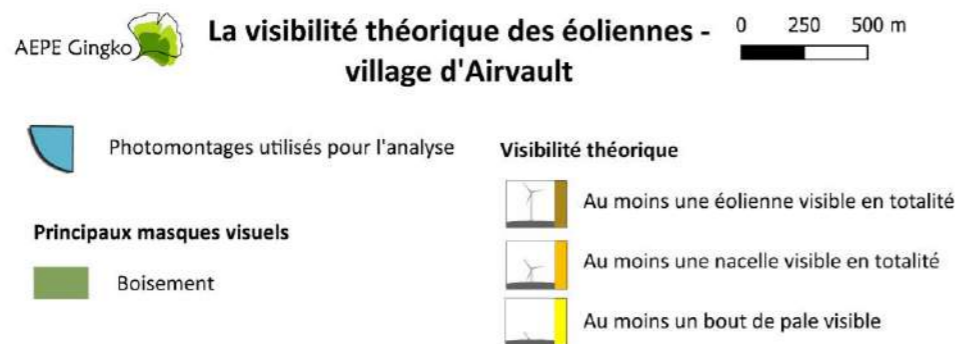 AEPE Gingko
La visibilité théorique des éoliennes -
village d'Airvault
0 250 500 m
Photomontages utilisés pour l'analyse
Principaux masques visuels
Boisement
Visibilité théorique
Au moins une éolienne visible en totalité
Au moins une nacelle visible en totalité
Au moins un bout de pale visible